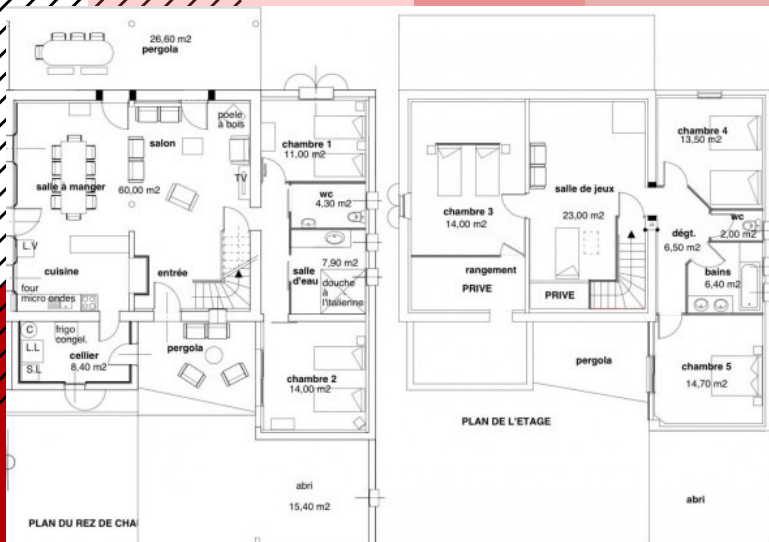 26,60 m2
pergola
poele
à bois
salon
chambre 1
11,00 m2
TV
salle à manger
60,00 m2
wc
4,30 m2
L.V
cuisine
entrée
7,90 m2
salle
d'eau
douche
à
l'italienne
four
micro ondes
C
frigo
congel.
L.L
cellier
8,40 m2
S.L
pergola
chambre 2
14,00 m2
abri
15,40 m2
PLAN DU REZ DE CHA
chambre 4
13,50 m2
salle de jeux
23,00 m2
chambre 3
14,00 m2
wc
2,00 m2
dégt.
6,50 m2
rangement
PRIVE
PRIVE
bains
6,40 m2
pergola
chambre 5
14,70 m2
PLAN DE L'ETAGE
abri